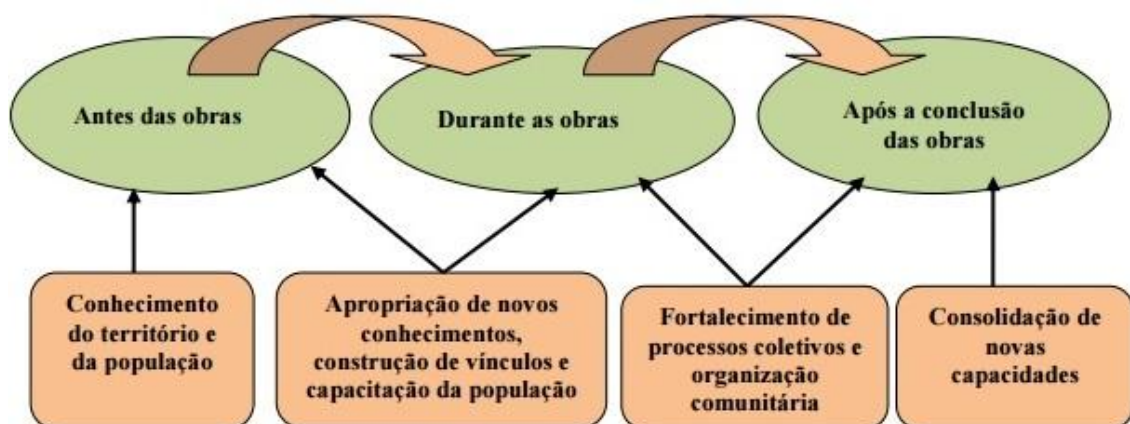 Antes das obras
Durante as obras
Após a conclusão
das obras
Conhecimento
do território e
da população
Apropriação de novos
conhecimentos,
construção de vínculos e
capacitação da população
Fortalecimento de
processos coletivos e
organização
comunitária
Consolidação de
novas
capacidades